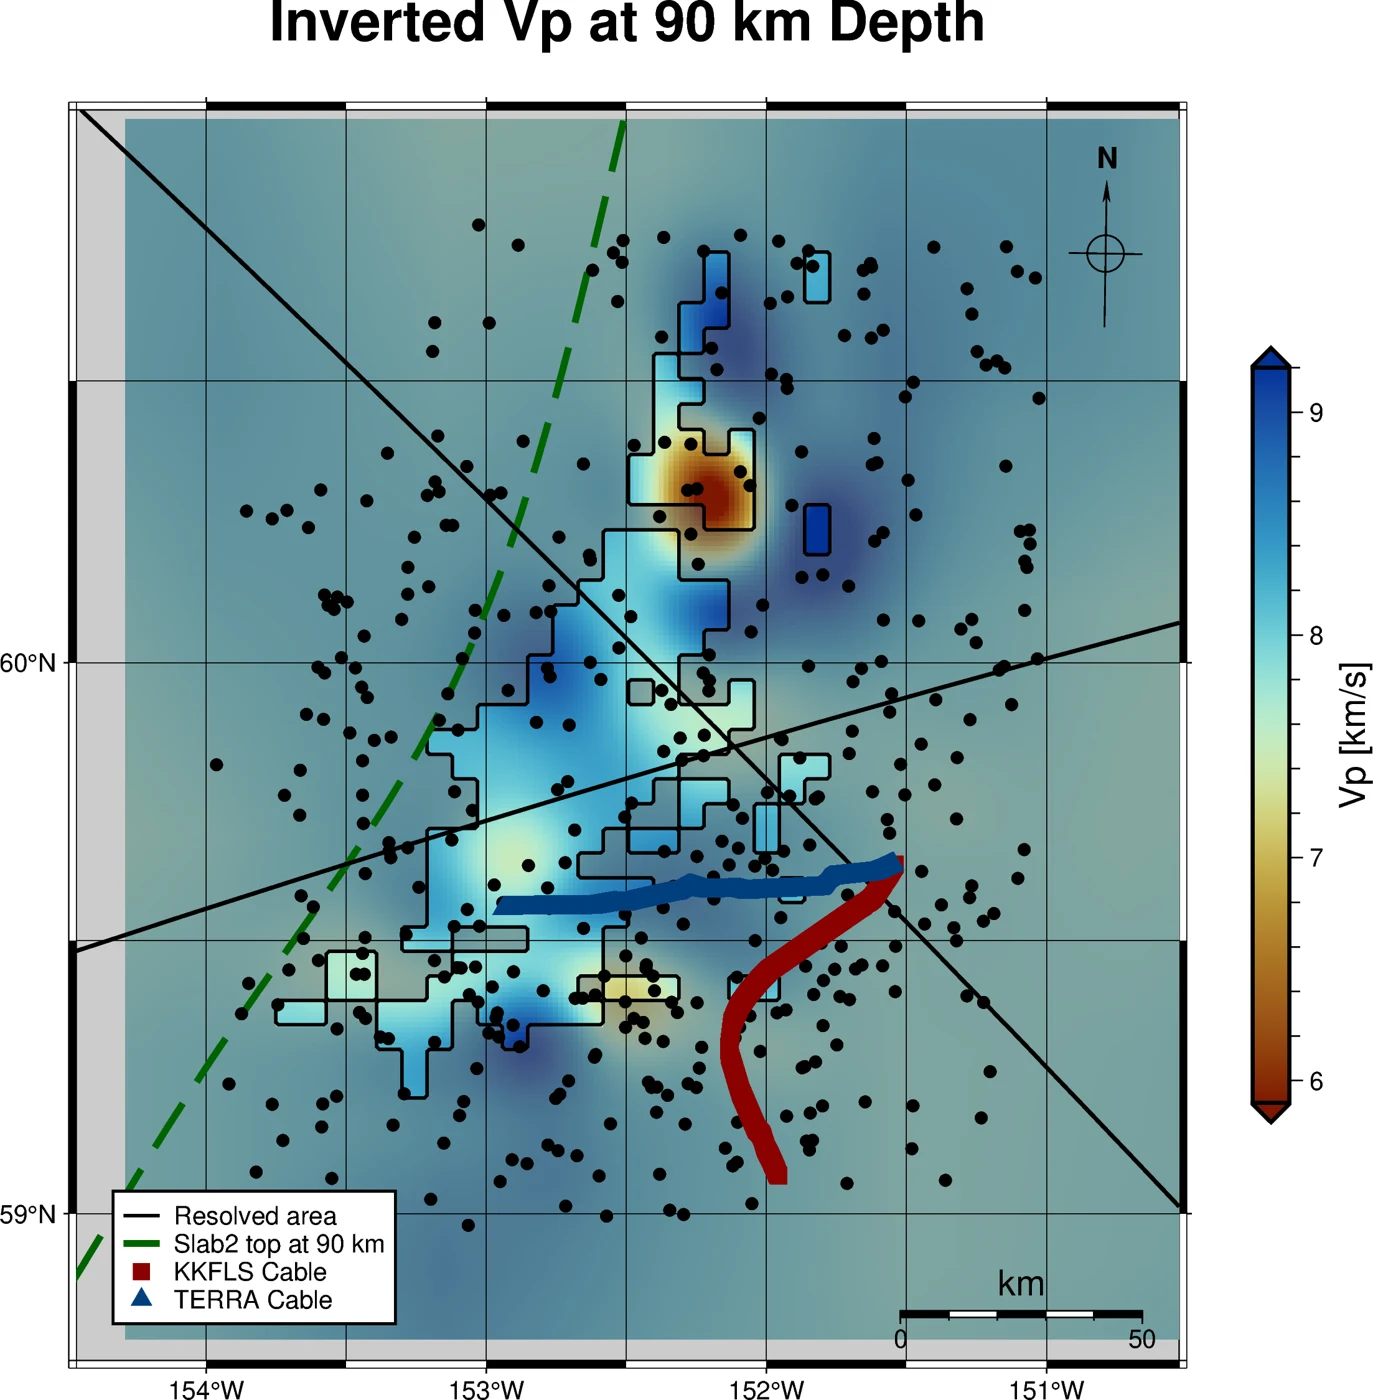 Inverted Vp at 90 km Depth
N
9
8
7
6
Vp [km/s]
60°N
59°N
Resolved area
Slab2 top at 90 km
KKFLS Cable
TERRA Cable
km
0 50
154°W 153°W 152°W 151°W